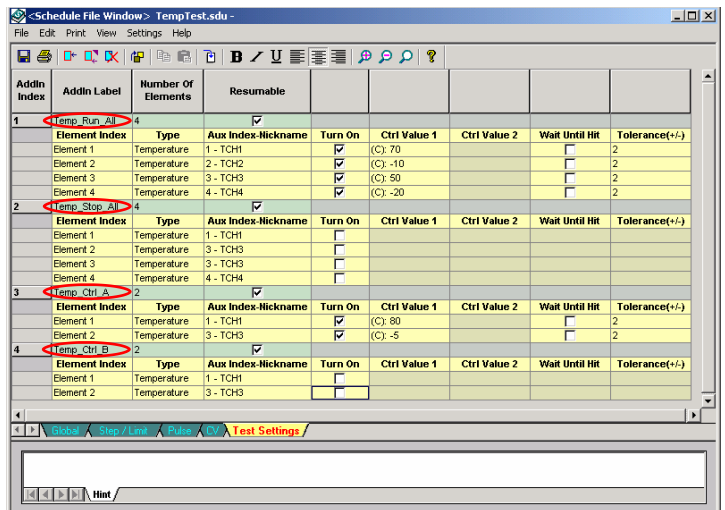 <Schedule File Window> TempTest.sdu -
File Edit Print View Settings Help
B I U
AddIn Index AddIn Label Number Of Elements Resumable
1 Temp_Run_All 4
Element Index Type Aux Index-Nickname Turn On Ctrl Value 1 Ctrl Value 2 Wait Until Hit Tolerance(+/-)
Element 1 Temperature 1 - TCH1 (C): 70 2
Element 2 Temperature 2 - TCH2 (C): -10 2
Element 3 Temperature 3 - TCH3 (C): 50 2
Element 4 Temperature 4 - TCH4 (C): -20 2
2 Temp_Stop_All 4
Element Index Type Aux Index-Nickname Turn On Ctrl Value 1 Ctrl Value 2 Wait Until Hit Tolerance(+/-)
Element 1 Temperature 1 - TCH1
Element 2 Temperature 3 - TCH3
Element 3 Temperature 3 - TCH3
Element 4 Temperature 4 - TCH4
3 Temp_Ctrl_A 2
Element Index Type Aux Index-Nickname Turn On Ctrl Value 1 Ctrl Value 2 Wait Until Hit Tolerance(+/-)
Element 1 Temperature 1 - TCH1 (C): 80 2
Element 2 Temperature 3 - TCH3 (C): -5 2
4 Temp_Ctrl_B 2
Element Index Type Aux Index-Nickname Turn On Ctrl Value 1 Ctrl Value 2 Wait Until Hit Tolerance(+/-)
Element 1 Temperature 1 - TCH1
Element 2 Temperature 3 - TCH3
Global Step / Limit Pulse CV Test Settings
Hint